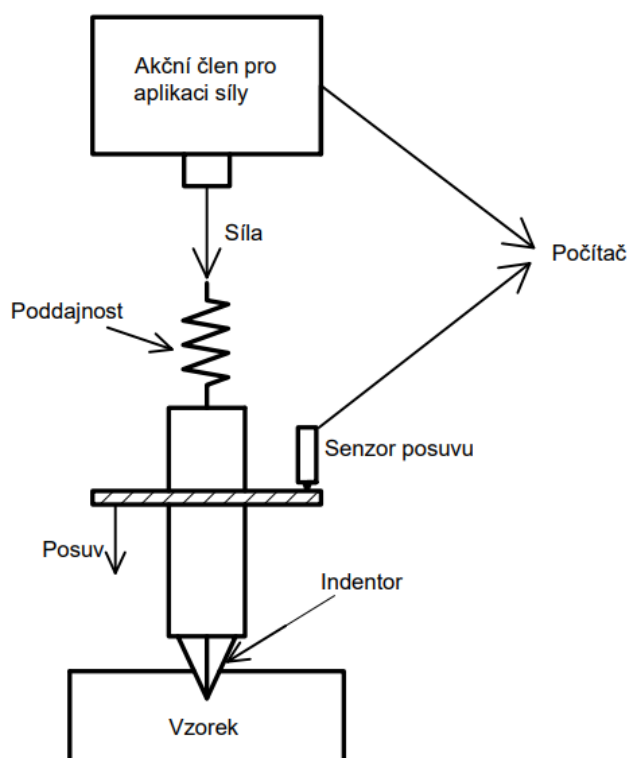 Akční člen pro
aplikaci síly
Síla
Počítač
Poddajnost
Senzor posuvu
Posuv
Indentor
Vzorek